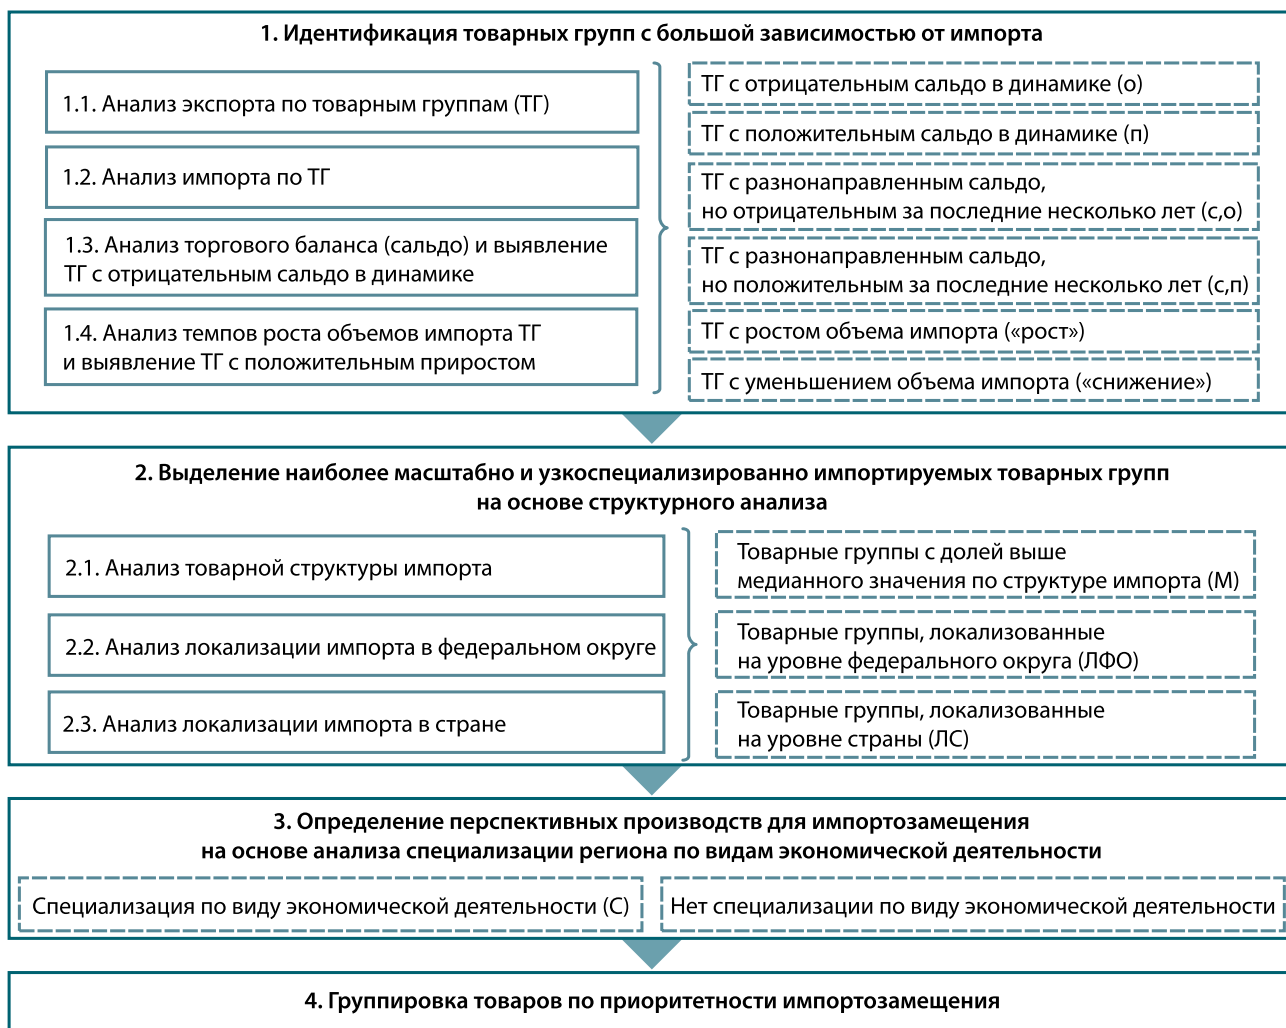 1. Идентификация товарных групп с большой зависимостью от импорта
1.1. Анализ экспорта по товарным группам (ТГ)
1.2. Анализ импорта по ТГ
1.3. Анализ торгового баланса (сальдо) и выявление
ТГ с отрицательным сальдо в динамике
1.4. Анализ темпов роста объемов импорта ТГ
и выявление ТГ с положительным приростом
ТГ с отрицательным сальдо в динамике (о)
ТГ с положительным сальдо в динамике (п)
ТГ с разнонаправленным сальдо,
но отрицательным за последние несколько лет (с,о)
ТГ с разнонаправленным сальдо,
но положительным за последние несколько лет (с,п)
ТГ с ростом объема импорта («рост»)
ТГ с уменьшением объема импорта («снижение»)
2. Выделение наиболее масштабно и узкоспециализированно импортируемых товарных групп
на основе структурного анализа
2.1. Анализ товарной структуры импорта
2.2. Анализ локализации импорта в федеральном округе
2.3. Анализ локализации импорта в стране
Товарные группы с долей выше
медианного значения по структуре импорта (М)
Товарные группы, локализованные
на уровне федерального округа (ЛФО)
Товарные группы, локализованные
на уровне страны (ЛС)
3. Определение перспективных производств для импортозамещения
на основе анализа специализации региона по видам экономической деятельности
Специализация по виду экономической деятельности (С)
Нет специализации по виду экономической деятельности
4. Группировка товаров по приоритетности импортозамещения